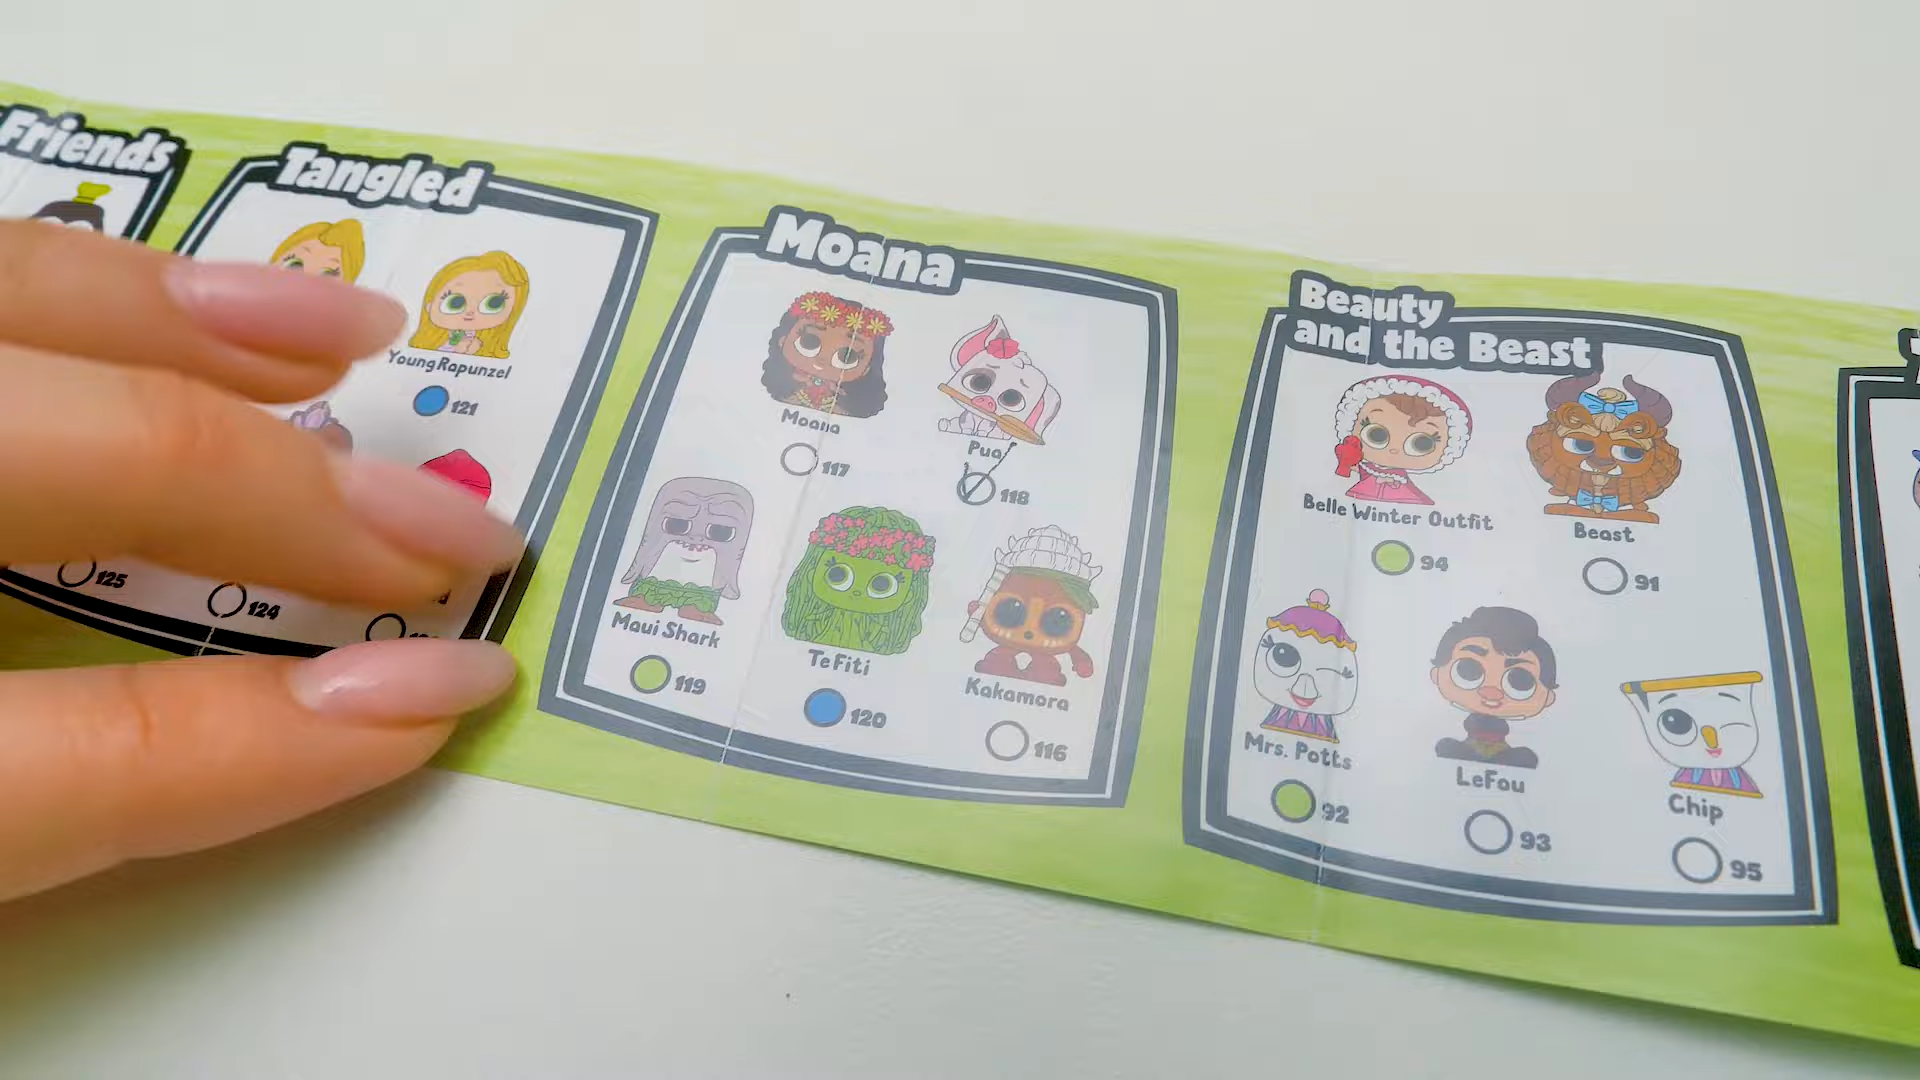 Friends
Tangled
Young Rapunzel
121
125
124
Moana
Moana
117
Pua
118
Maui Shark
119
Te Fiti
120
Kakamora
116
Beauty
and the Beast
Belle Winter Outfit
94
Beast
91
Mrs. Potts
92
LeFou
93
Chip
95